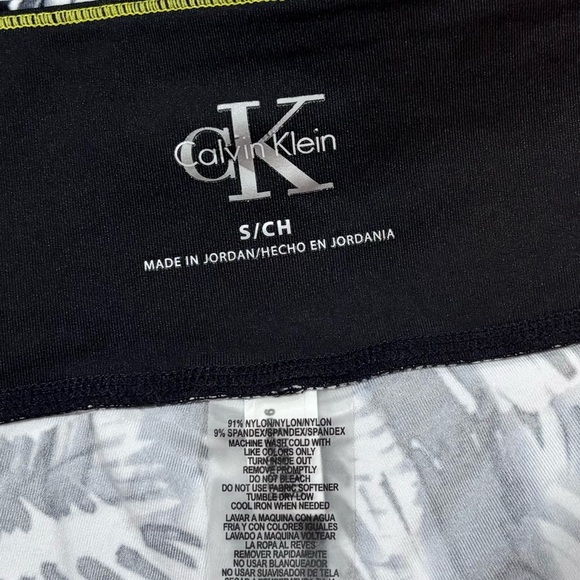 CK
Calvin Klein
S/CH
MADE IN JORDAN/HECHO EN JORDANIA
6
91% NYLON/NYLON/NYLON
9% SPANDEX/SPANDEX/SPANDEX
MACHINE WASH COLD WITH
LIKE COLORS ONLY
TURN INSIDE OUT
REMOVE PROMPTLY
DO NOT BLEACH
DO NOT USE FABRIC SOFTENER
TUMBLE DRY LOW
COOL IRON WHEN NEEDED
LAVAR A MAQUINA CON AGUA
FRIA Y CON COLORES IGUALES
LAVADO A MAQUINA VOLTEAR
LA ROPA AL REVES
REMOVER RAPIDAMENTE
NO USAR BLANQUEADOR
NO USAR SUAVISADOR DE TELA